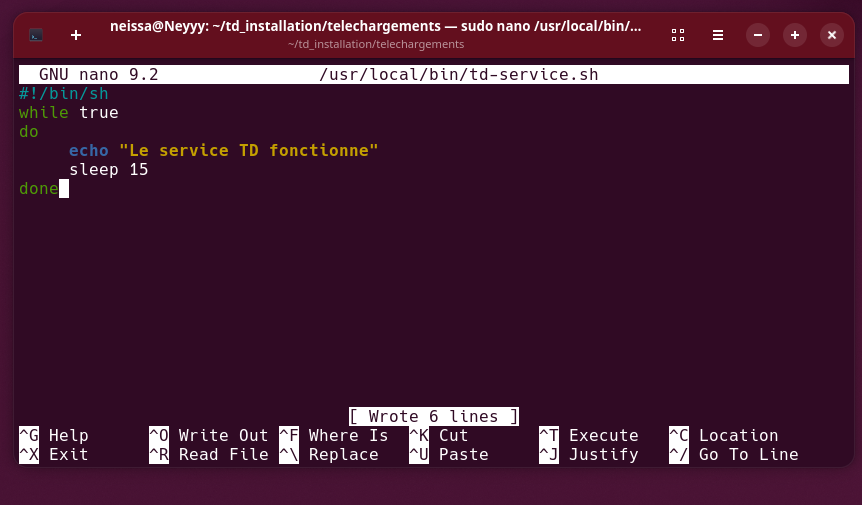 neissa@Neyyy: ~/td_installation/telechargements — sudo nano /usr/local/bin/...
~/td_installation/telechargements
GNU nano 9.2 /usr/local/bin/td-service.sh
#!/bin/sh
while true
do
echo "Le service TD fonctionne"
sleep 15
done
[ Wrote 6 lines ]
^G Help ^O Write Out ^F Where Is ^K Cut ^T Execute ^C Location
^X Exit ^R Read File ^\ Replace ^U Paste ^J Justify ^/ Go To Line